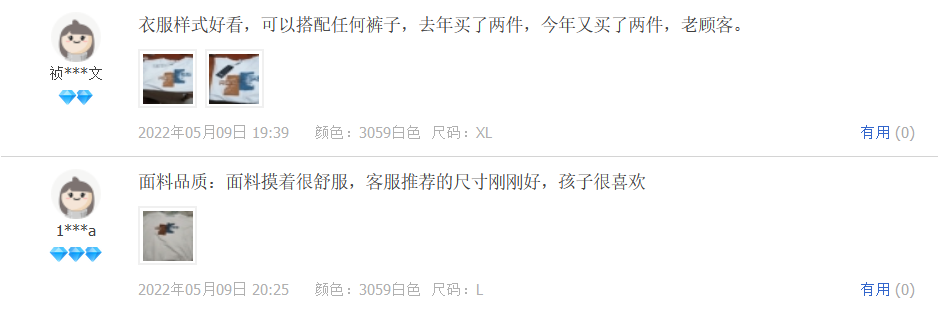 衣服样式好看，可以搭配任何裤子，去年买了两件，今年又买了两件，老顾客。
祯***文
2022年05月09日 19:39 颜色：3059白色 尺码：XL 有用 (0)
面料品质：面料摸着很舒服，客服推荐的尺寸刚刚好，孩子很喜欢
1***a
2022年05月09日 20:25 颜色：3059白色 尺码：L 有用 (0)